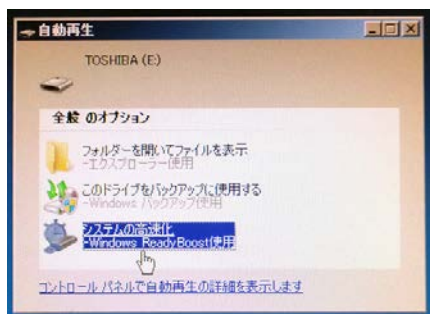 自動再生
TOSHIBA (E:)
全般 のオプション
フォルダーを開いてファイルを表示
-エクスプローラー使用
このドライブをバックアップに使用する
-Windows バックアップ使用
システムの高速化
-Windows ReadyBoost使用
コントロール パネルで自動再生の詳細を表示します